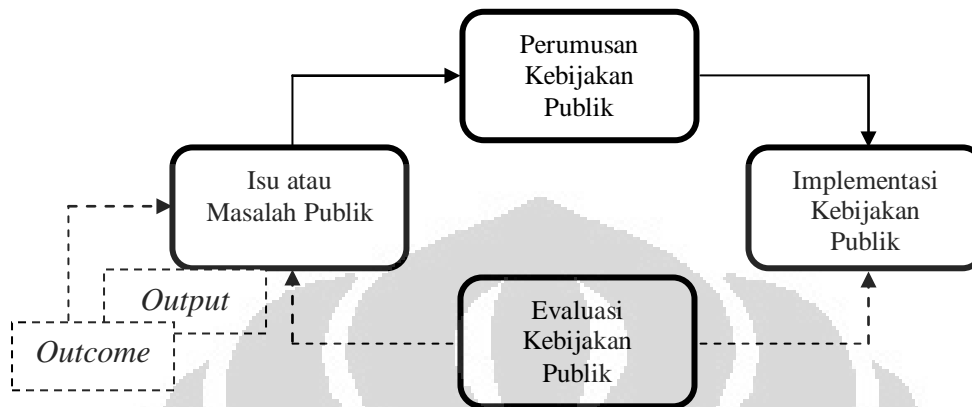 Perumusan
Kebijakan
Publik
Isu atau
Masalah Publik
Implementasi
Kebijakan
Publik
Output
Outcome
Evaluasi
Kebijakan
Publik